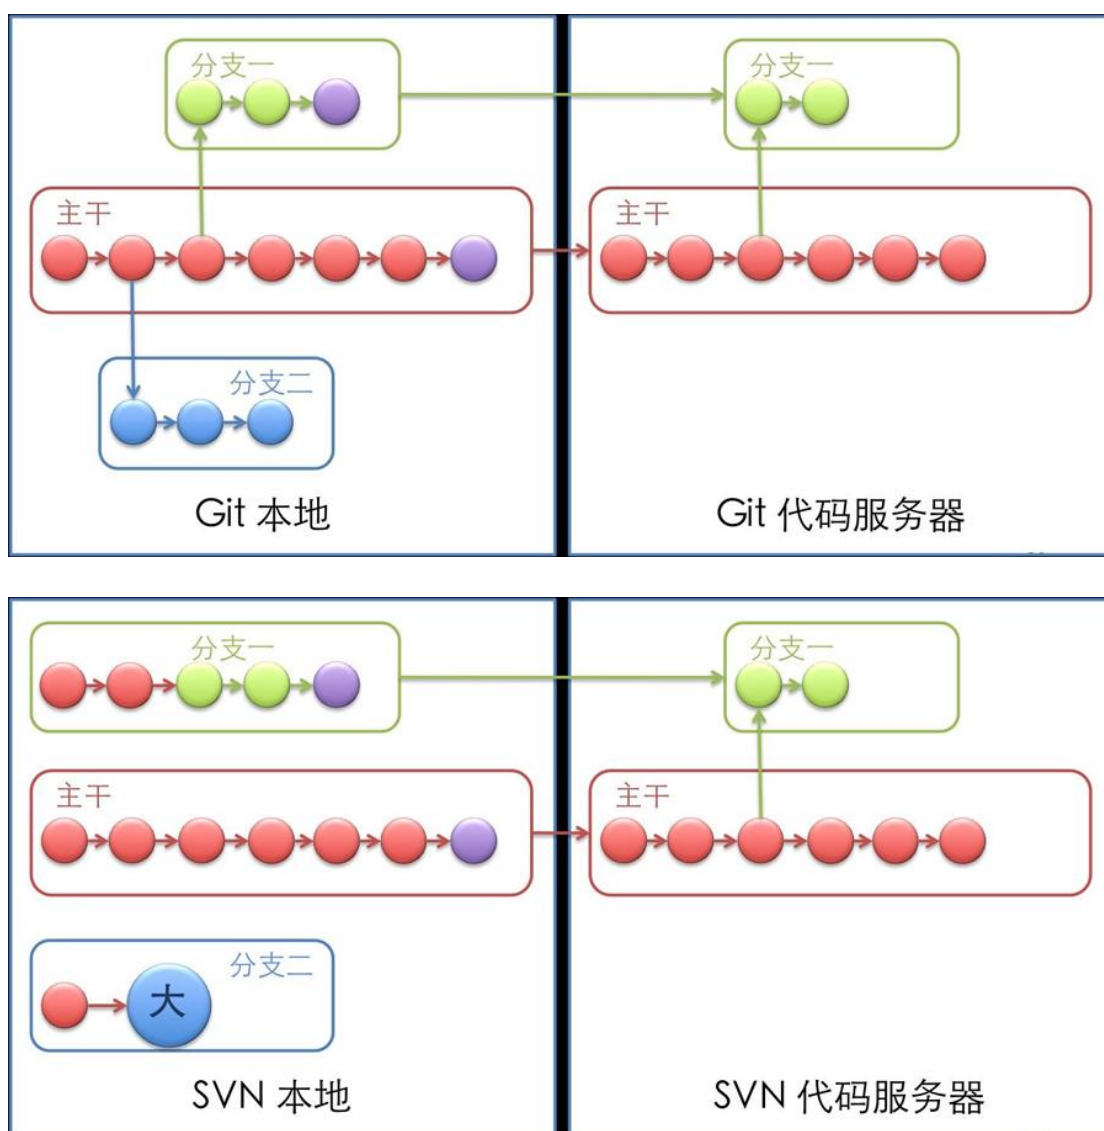 分支一
分支一
主干
主干
分支二
Git 本地
Git 代码服务器
分支一
分支一
主干
主干
分支二
大
SVN 本地
SVN 代码服务器